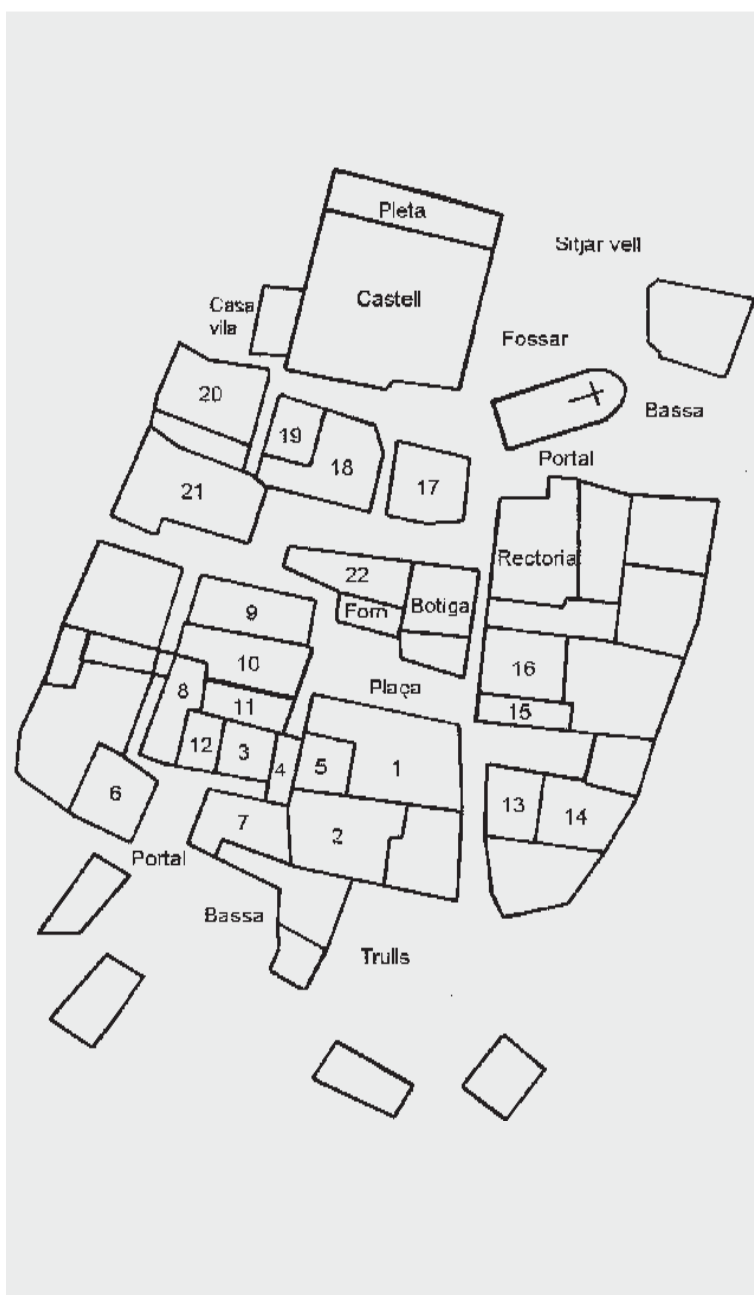 Pleta
Sitjar vell
Castell
Casa
vila
Fossar
20
Bassa
19
18
Portal
21
17
Rectoria
22
9
Forn
Botiga
10
16
8
Plaça
11
15
12
3
4
5
1
6
13
14
7
2
Portal
Bassa
Trulls